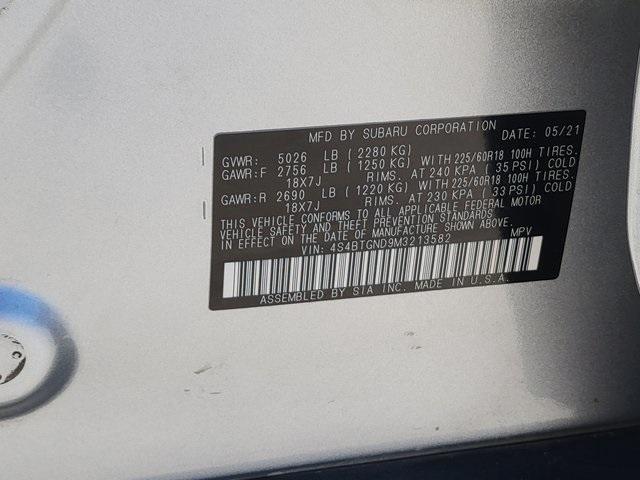 MFD BY SUBARU CORPORATION DATE: 05/21
GVWR: 5026 LB (2280 KG)
GAWR:F 2756 LB (1250 KG) WITH 225/60R18 100H TIRES.
18X7J RIMS. AT 240 KPA ( 35 PSI) COLD
GAWR:R 2690 LB (1220 KG) WITH 225/60R18 100H TIRES.
18X7J RIMS. AT 230 KPA ( 33 PSI) COLD
THIS VEHICLE CONFORMS TO ALL APPLICABLE FEDERAL MOTOR
VEHICLE SAFETY AND THEFT PREVENTION STANDARDS
IN EFFECT ON THE DATE OF MANUFACTURE SHOWN ABOVE.
VIN: 4S4BTGND9M3213582 MPV
ASSEMBLED BY SIA INC. MADE IN U.S.A.